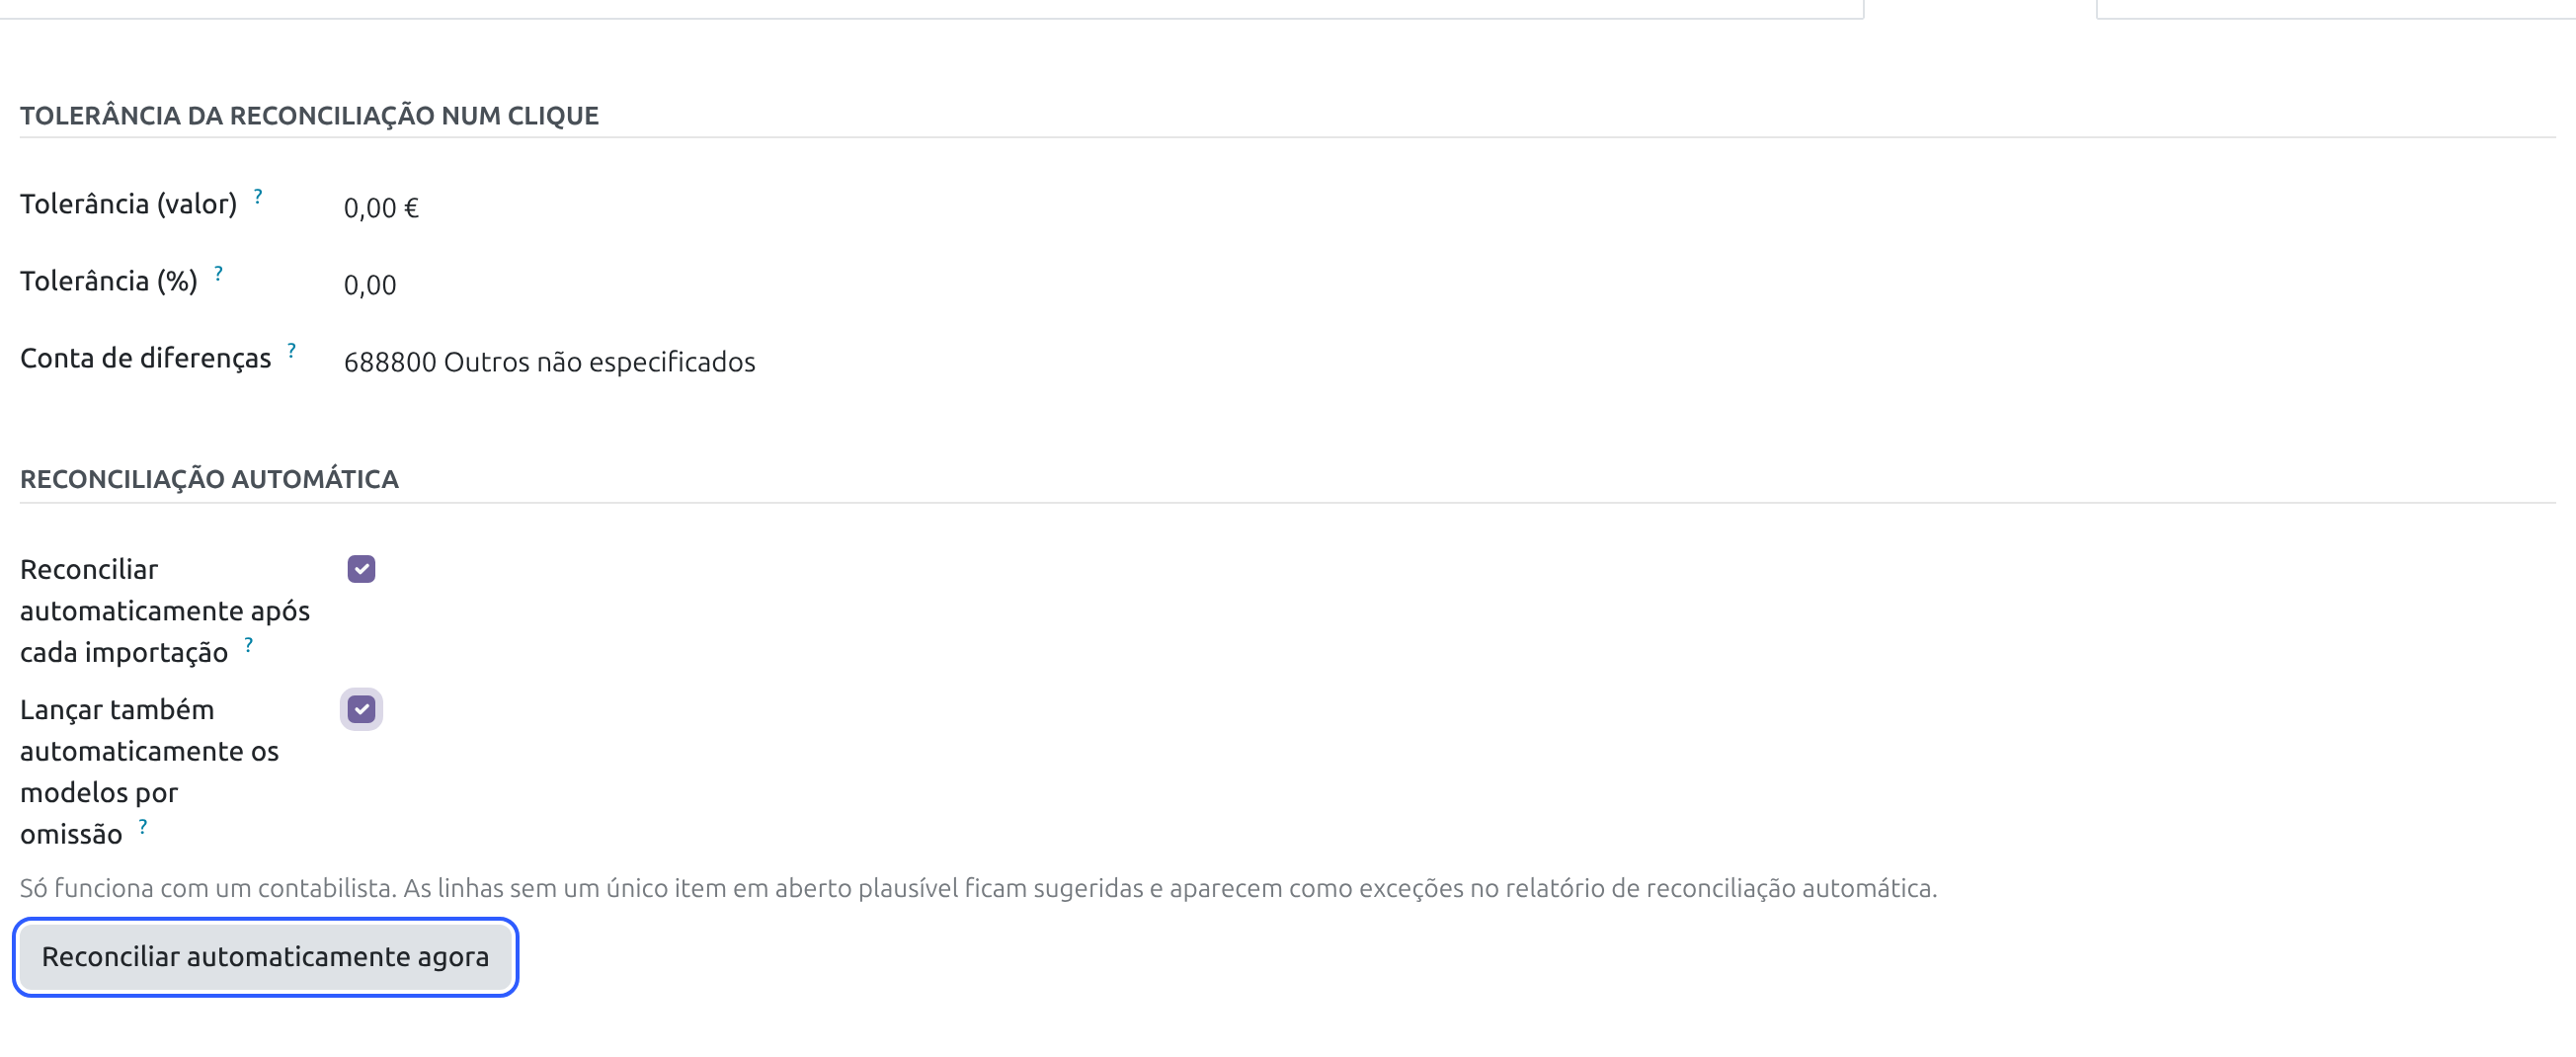 TOLERÂNCIA DA RECONCILIAÇÃO NUM CLIQUE
Tolerância (valor) ? 0,00 €
Tolerância (%) ? 0,00
Conta de diferenças ? 688800 Outros não especificados
RECONCILIAÇÃO AUTOMÁTICA
Reconciliar
automaticamente após
cada importação ?
Lançar também
automaticamente os
modelos por
omissão ?
Só funciona com um contabilista. As linhas sem um único item em aberto plausível ficam sugeridas e aparecem como exceções no relatório de reconciliação automática.
Reconciliar automaticamente agora